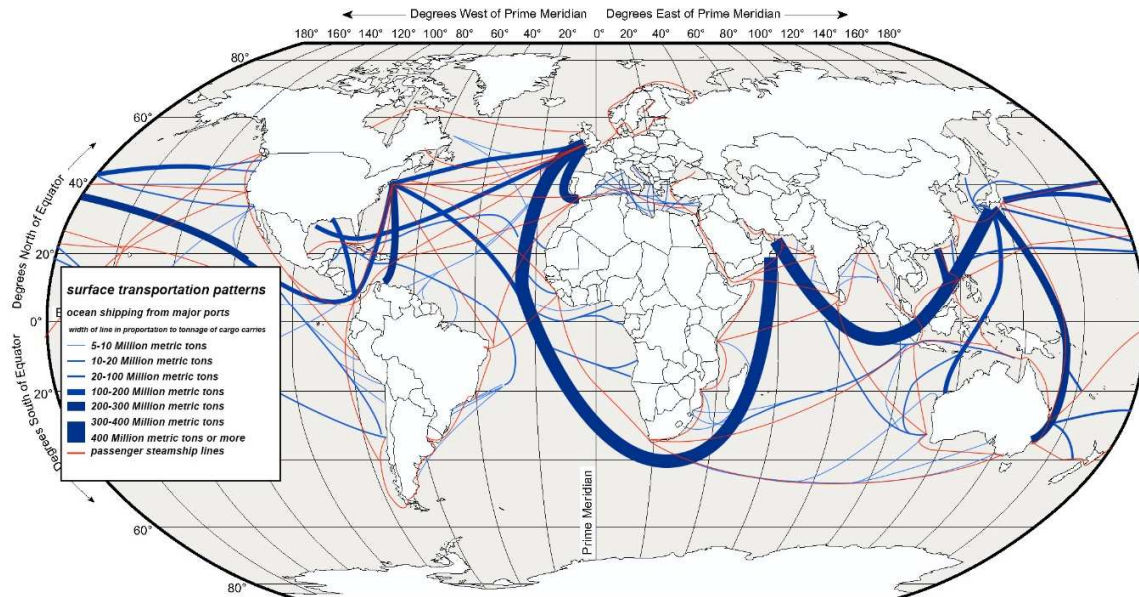 Degrees West of Prime Meridian Degrees East of Prime Meridian
180° 160° 140° 120° 100° 80° 60° 40° 20° 0° 20° 40° 60° 80° 100° 120° 140° 160° 180°
80°
60°
40°
20°
0°
20°
40°
60°
80°
Degrees North of Equator
Degrees South of Equator
surface transportation patterns
ocean shipping from major ports
width of line in proportation to tonnage of cargo carries
5-10 Million metric tons
10-20 Million metric tons
20-100 Million metric tons
100-200 Million metric tons
200-300 Million metric tons
300-400 Million metric tons
400 Million metric tons or more
passenger steamship lines
Prime Meridian